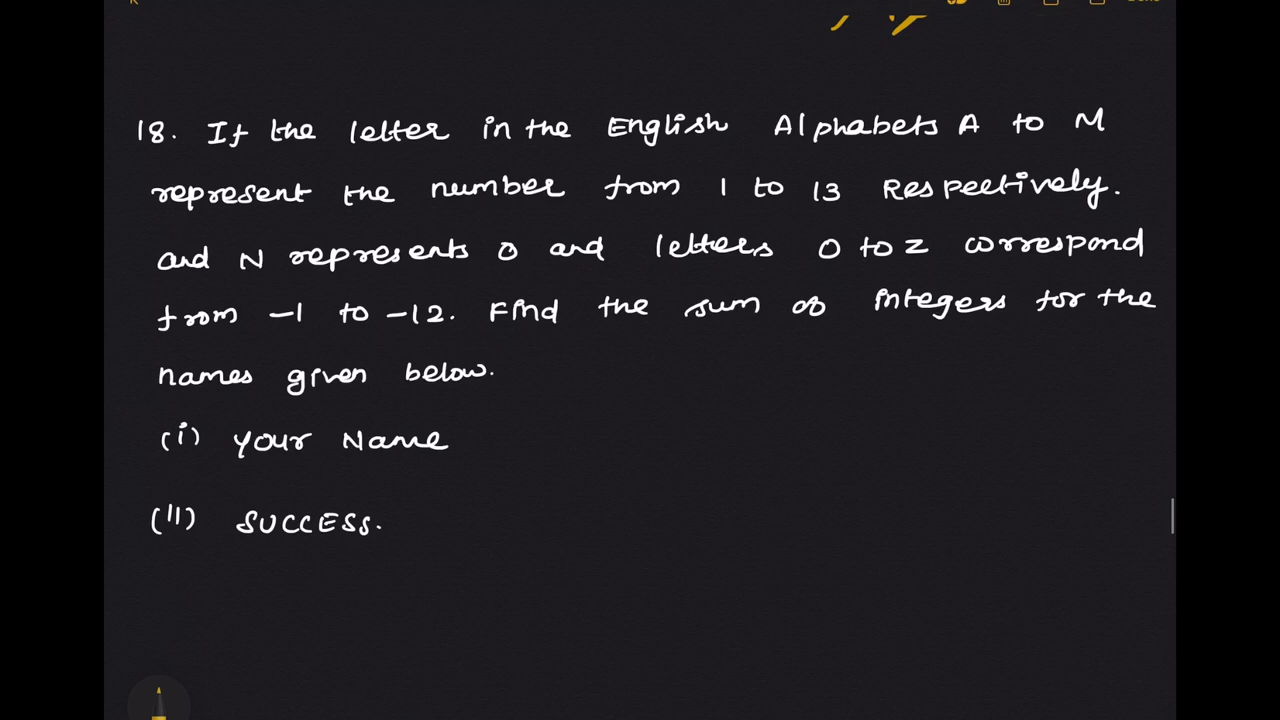 18. If the letter in the English Alphabets A to M
represent the number from 1 to 13 Respectively.
and N represents 0 and letters O to Z correspond
from -1 to -12. Find the sum of integers for the
names given below.
(i) Your Name
(II) SUCCESS.